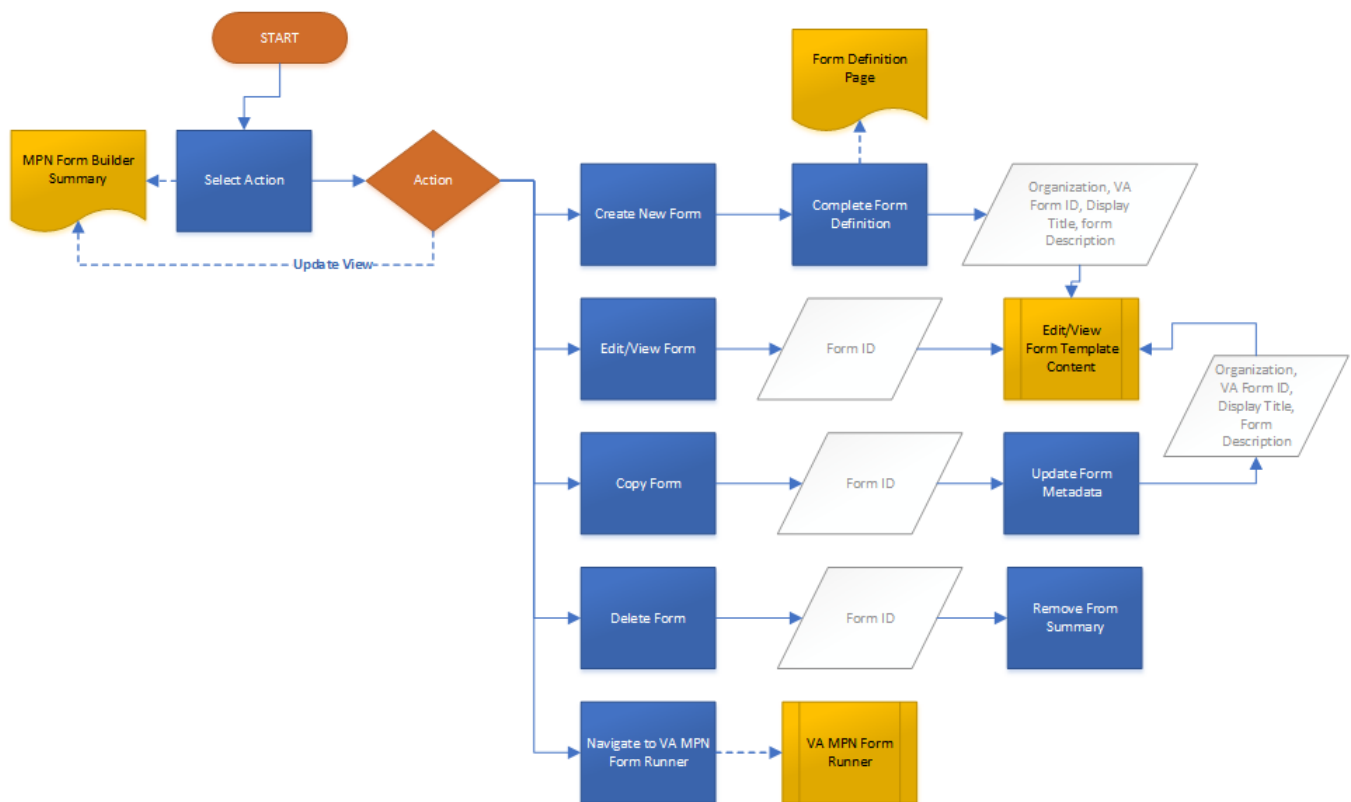 START
Form Definition
Page
MPN Form Builder
Summary
Select Action
Action
Update View
Create New Form
Complete Form
Definition
Organization, VA
Form ID, Display
Title, form
Description
Edit/View Form
Form ID
Edit/View
Form Template
Content
Organization,
VA Form ID,
Display Title,
Form
Description
Copy Form
Form ID
Update Form
Metadata
Delete Form
Form ID
Remove From
Summary
Navigate to VA MPN
Form Runner
VA MPN Form
Runner